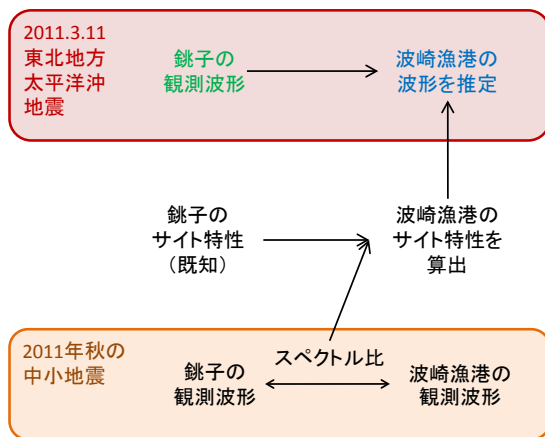 2011.3.11
東北地方
太平洋沖
地震
銚子の
観測波形
波崎漁港の
波形を推定
銚子の
サイト特性
（既知）
波崎漁港の
サイト特性を
算出
2011年秋の
中小地震
スペクトル比
銚子の
観測波形
波崎漁港の
観測波形